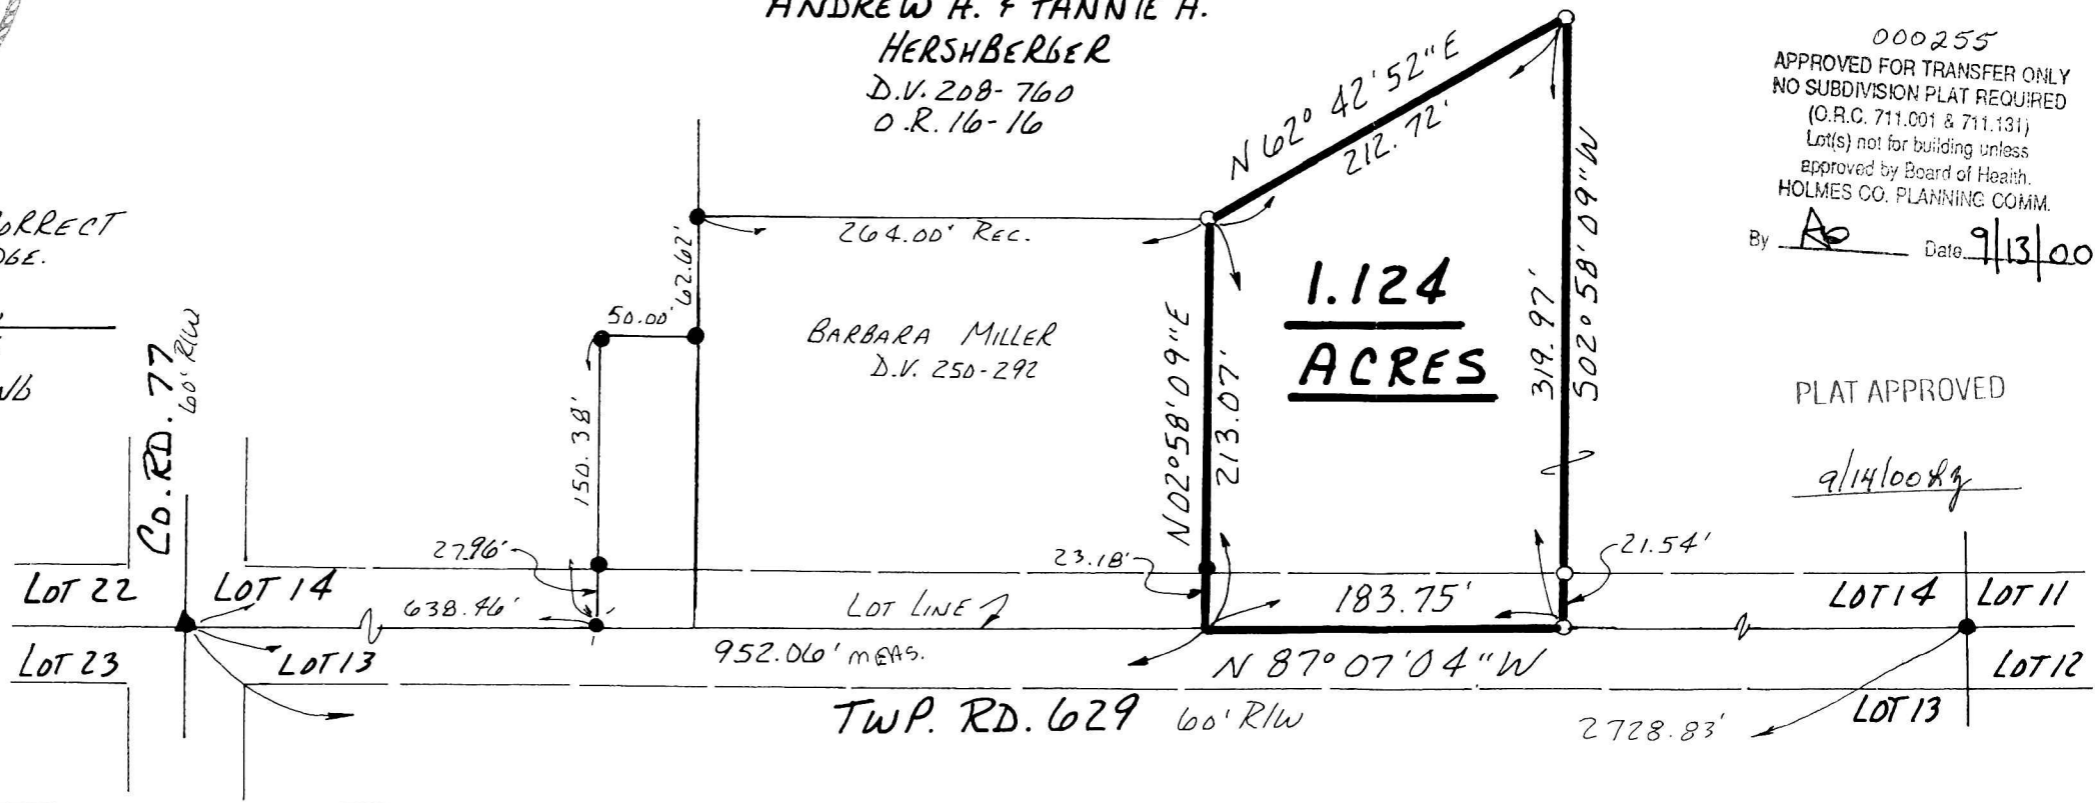 ANDREW A. & FANNIE A.
HERSHBERGER
D.V. 208-760
O.R. 16-16
000255
APPROVED FOR TRANSFER ONLY
NO SUBDIVISION PLAT REQUIRED
(O.R.C. 711.001 & 711.131)
Lot(s) not for building unless
approved by Board of Health.
HOLMES CO. PLANNING COMM.
By Date 9/13/00
N 62° 42' 52" E
212.72'
264.00' REC.
62.62'
50.00'
BARBARA MILLER
D.V. 250-292
1.124
ACRES
N 02° 58' 09" E
213.07'
319.97'
S 02° 58' 09" W
PLAT APPROVED
9/14/00
CO. RD. 77
60' R/W
150.38'
27.96'
23.18'
21.54'
LOT 22
LOT 14
638.46'
LOT LINE
183.75'
LOT 14
LOT 11
LOT 23
LOT 13
952.06' MEAS.
N 87° 07' 04" W
LOT 12
TWP. RD. 629 60' R/W
2728.83'
LOT 13